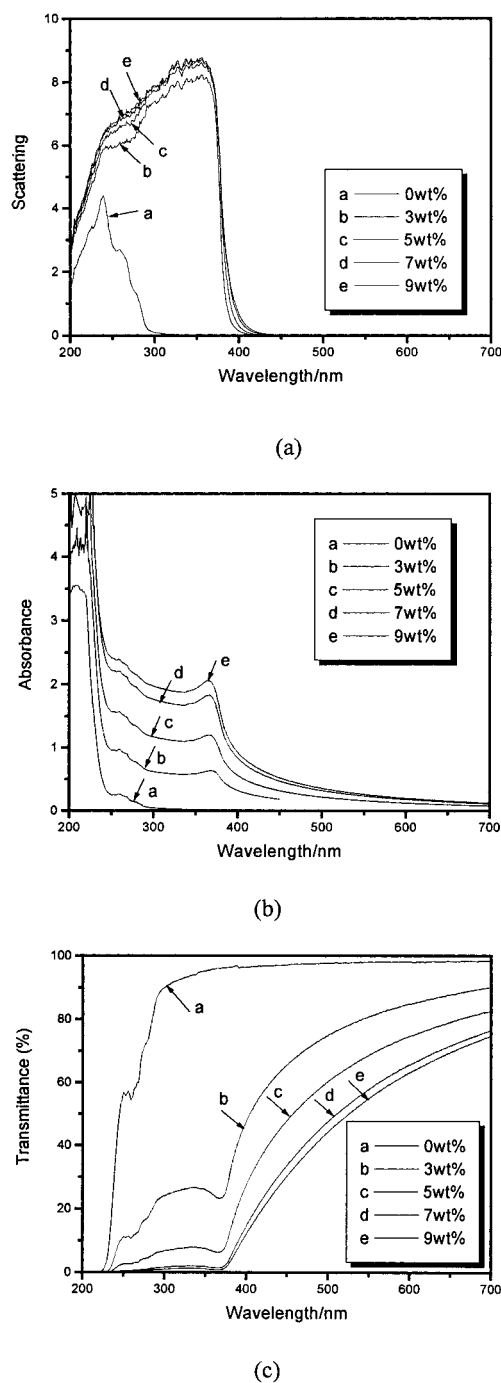 10
8
6
4
2
0
Scattering
e
d
c
b
a
a 0wt%
b 3wt%
c 5wt%
d 7wt%
e 9wt%
200 300 400 500 600 700
Wavelength/nm
(a)
5
4
3
2
1
0
Absorbance
a 0wt%
b 3wt%
c 5wt%
d 7wt%
e 9wt%
d
e
c
b
a
200 300 400 500 600 700
Wavelength/nm
(b)
100
80
60
40
20
0
Transmittance (%)
a
b
c
d
e
a 0wt%
b 3wt%
c 5wt%
d 7wt%
e 9wt%
200 300 400 500 600 700
Wavelength/nm
(c)